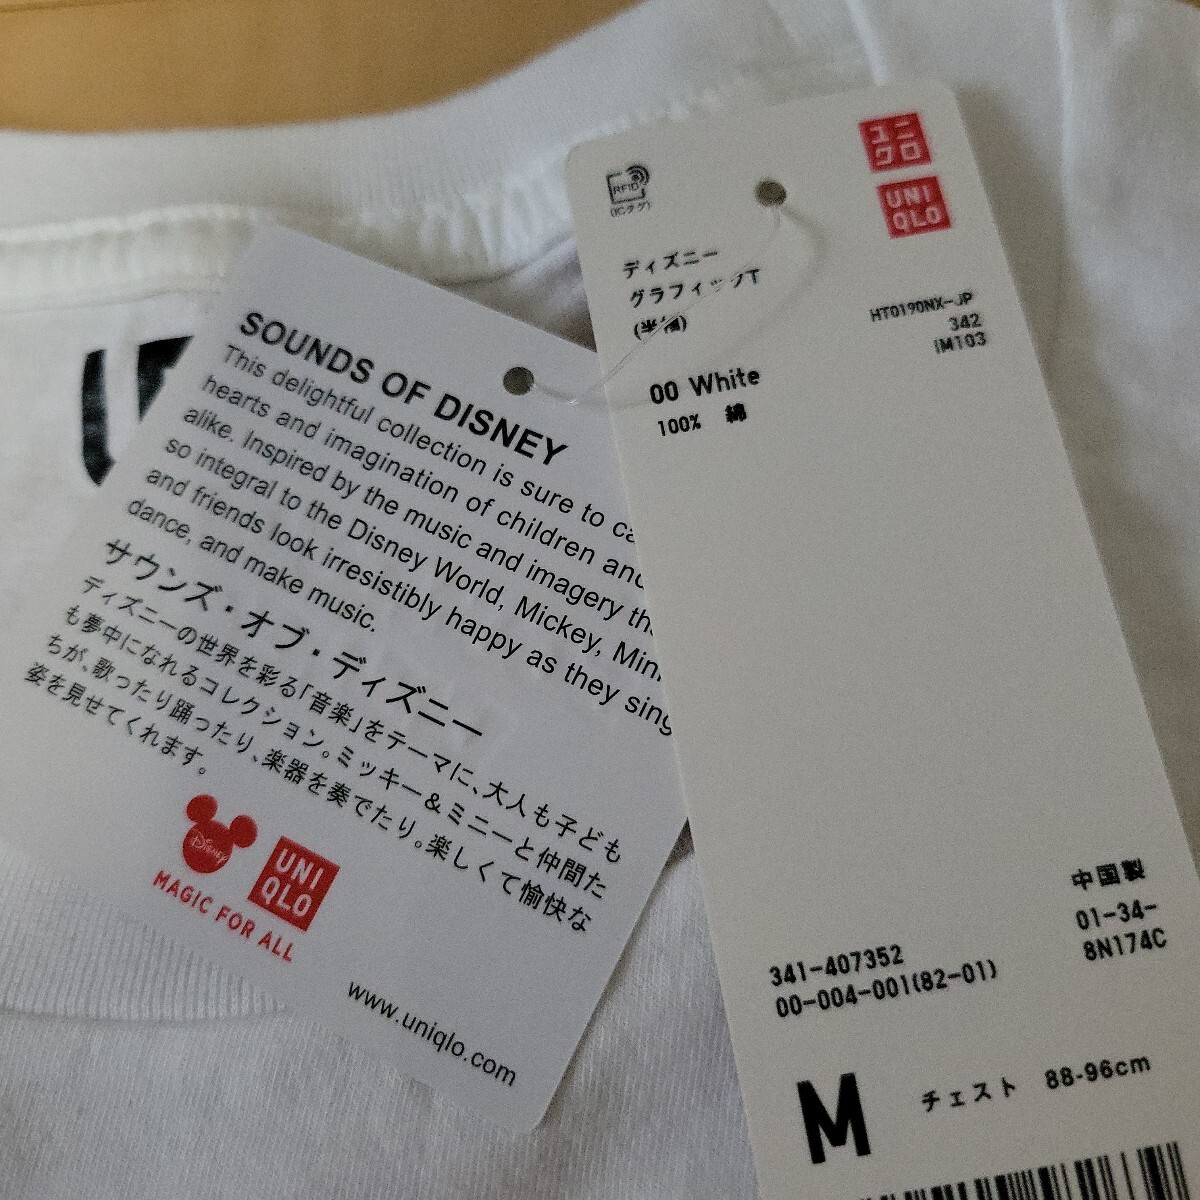 SOUNDS OF DISNEY
This delightful collection is sure to
hearts and imagination of children
alike. Inspired by the music and imagery
so integral to the Disney World, Mickey,
and friends look irresistibly happy as they sing
dance, and make music.
サウンズ・オブ・ディズニー
ディズニーの世界を彩る「音楽」をテーマに、大人も子ども
も夢中になれるコレクション。ミッキー&ミニーと仲間た
ちが、歌ったり踊ったり、楽器を奏でたり。楽しくて愉快な
姿を見せてくれます。
Disney
UNI
QLO
MAGIC FOR ALL
www.uniqlo.com
RFID
(ICタグ)
ユニ
クロ
UNI
QLO
ディズニー
グラフィックT
(半袖)
HT0190NX-JP
342
IM103
00 White
100% 綿
中国製
01-34-
8N174C
341-407352
00-004-001(82-01)
M チェスト 88-96cm